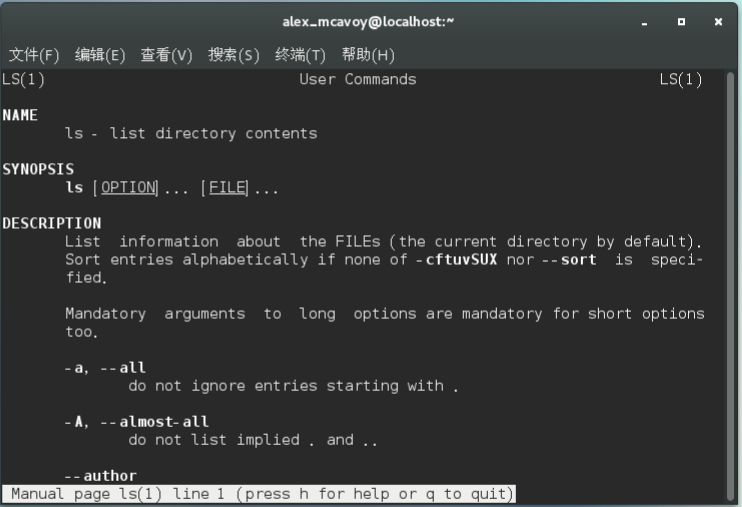 alex_mcavoy@localhost:~
文件(F) 编辑(E) 查看(V) 搜索(S) 终端(T) 帮助(H)
LS(1) User Commands LS(1)
NAME
ls - list directory contents
SYNOPSIS
ls [OPTION]... [FILE]...
DESCRIPTION
List information about the FILEs (the current directory by default).
Sort entries alphabetically if none of -cftuvSUX nor --sort is speci-
fied.
Mandatory arguments to long options are mandatory for short options
too.
-a, --all
do not ignore entries starting with .
-A, --almost-all
do not list implied . and ..
--author
Manual page ls(1) line 1 (press h for help or q to quit)